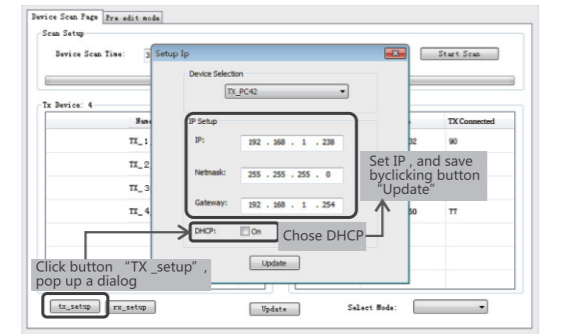 Device Scan Page Pre edit mode
Scan Setup
Device Scan Time: 3
Start Scan
Setup Ip
Device Selection
TX_PC42
Tx Device: 4
Name
TX Connected
IP Setup
IP: 192 . 168 . 1 . 238
Netmask: 255 . 255 . 255 . 0
Gateway: 192 . 168 . 1 . 254
DHCP: On
Update
TX_1
90
TX_2
TX_3
TX_4
TT
Set IP , and save
byclicking button
“Update”
Chose DHCP
Click button “TX _setup” ,
pop up a dialog
tx_setup rx_setup Update Select Mode: